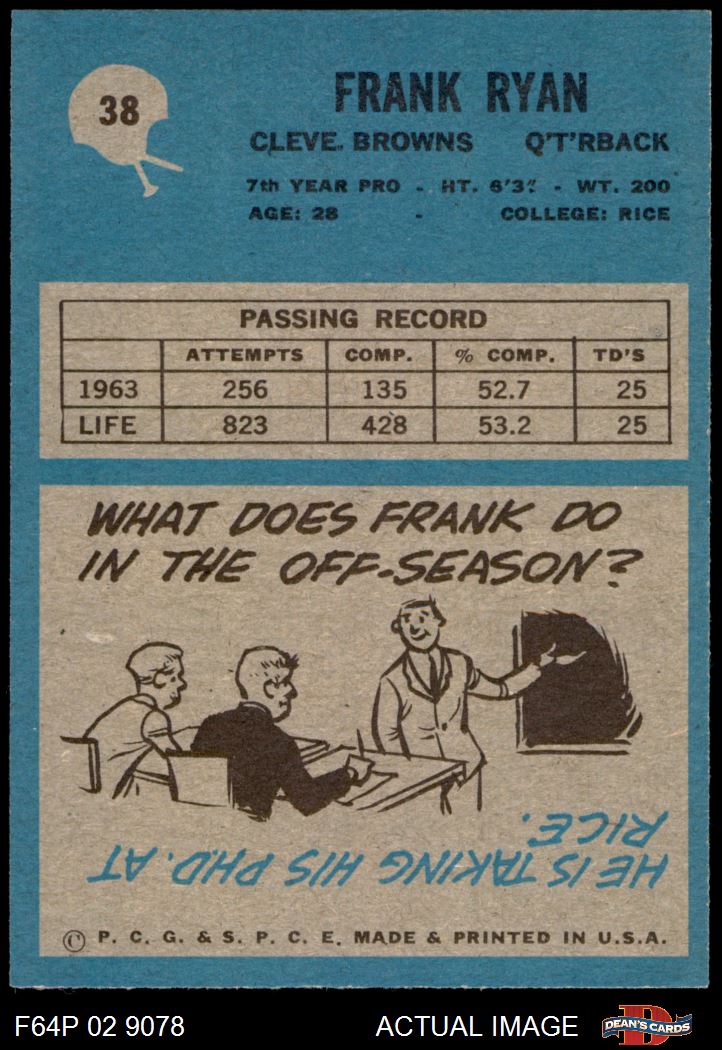 38
FRANK RYAN
CLEVE. BROWNS Q'T'RBACK
7th YEAR PRO - HT. 6'3" - WT. 200
AGE: 28 - COLLEGE: RICE
PASSING RECORD
ATTEMPTS COMP. % COMP. TD'S
1963 256 135 52.7 25
LIFE 823 428 53.2 25
WHAT DOES FRANK DO
IN THE OFF-SEASON?
HE IS TAKING HIS PHD. AT
RICE.
© P. C. G. & S. P. C. E. MADE & PRINTED IN U.S.A.
F64P 02 9078 ACTUAL IMAGE D DEAN'S CARDS